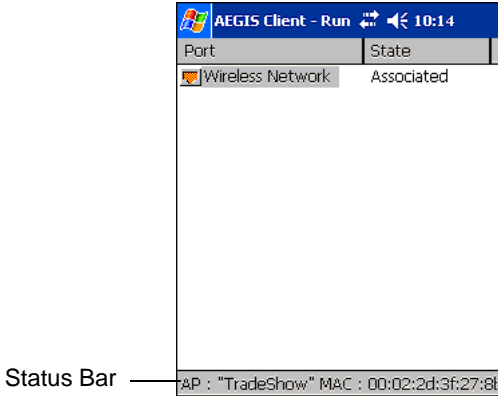 AEGIS Client - Run 10:14
Port State
Wireless Network Associated
Status Bar
AP : "TradeShow" MAC : 00:02:2d:3f:27:8